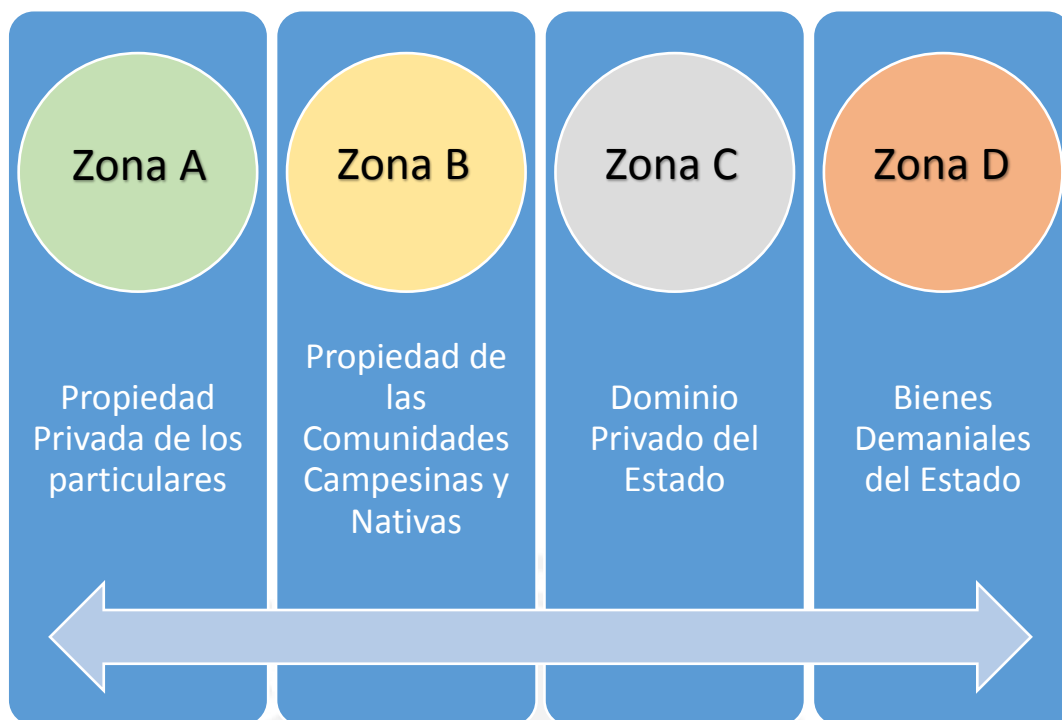 Zona A
Zona B
Zona C
Zona D
Propiedad
Privada de los
particulares
Propiedad de
las
Comunidades
Campesinas y
Nativas
Dominio
Privado del
Estado
Bienes
Demaniales
del Estado